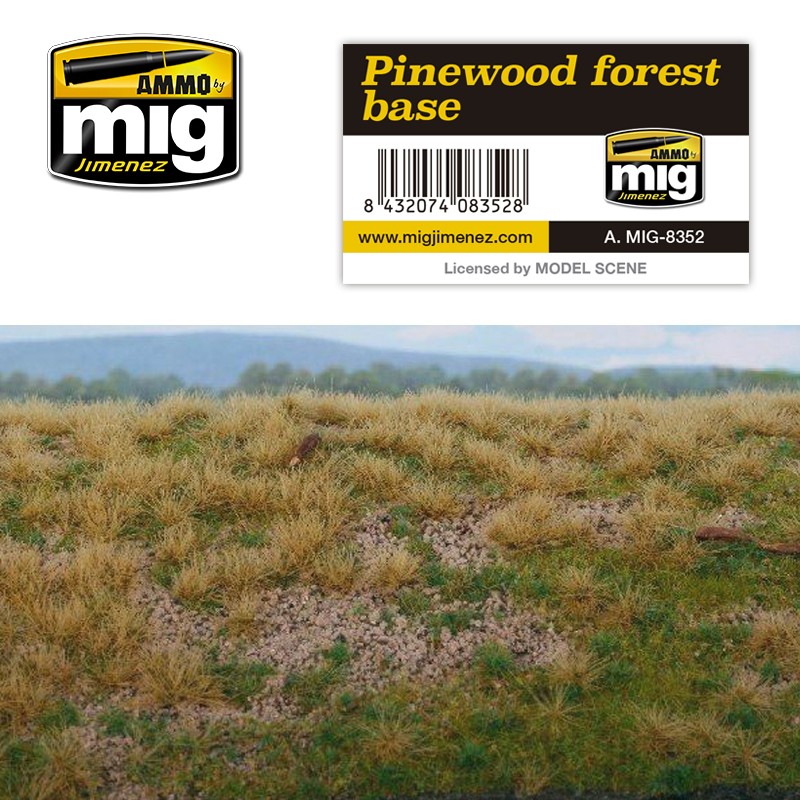 AMMO by
mig
Jimenez
Pinewood forest
base
8 432074 083528
AMMO by
mig
Jimenez
www.migjimenez.com
A. MIG-8352
Licensed by MODEL SCENE